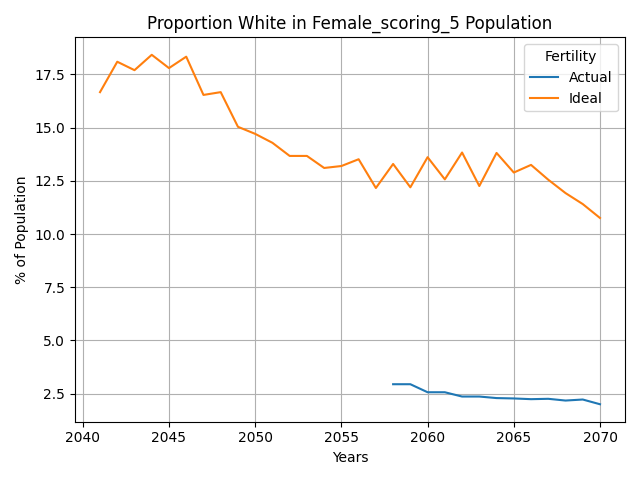 Proportion White in Female_scoring_5 Population
Fertility
Actual
Ideal
% of Population
17.5
15.0
12.5
10.0
7.5
5.0
2.5
2040
2045
2050
2055
2060
2065
2070
Years